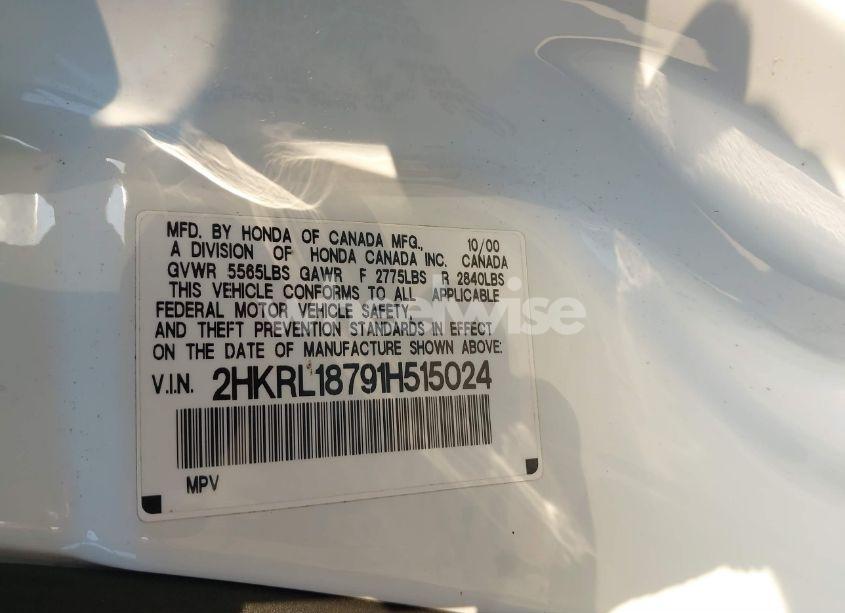 MFD. BY HONDA OF CANADA MFG., 10/00
A DIVISION OF HONDA CANADA INC. CANADA
GVWR 5565LBS GAWR F 2775LBS R 2840LBS
THIS VEHICLE CONFORMS TO ALL APPLICABLE
FEDERAL MOTOR VEHICLE SAFETY,
AND THEFT PREVENTION STANDARDS IN EFFECT
ON THE DATE OF MANUFACTURE SHOWN ABOVE:
V.I.N. 2HKRL18791H515024
MPV